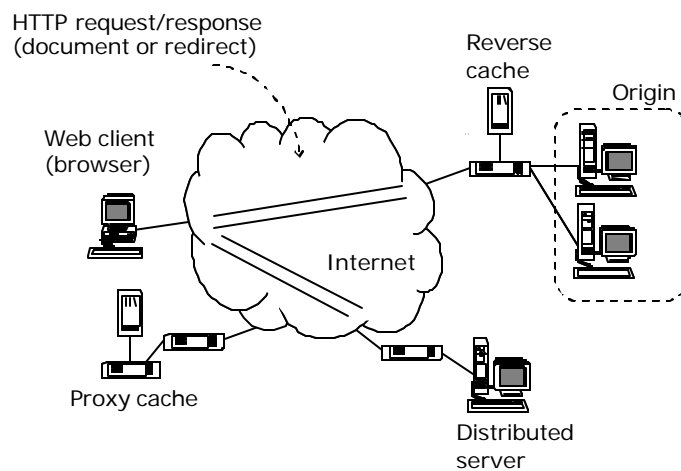 HTTP request/response
(document or redirect)
Reverse
cache
Origin
Web client
(browser)
Internet
Proxy cache
Distributed
server